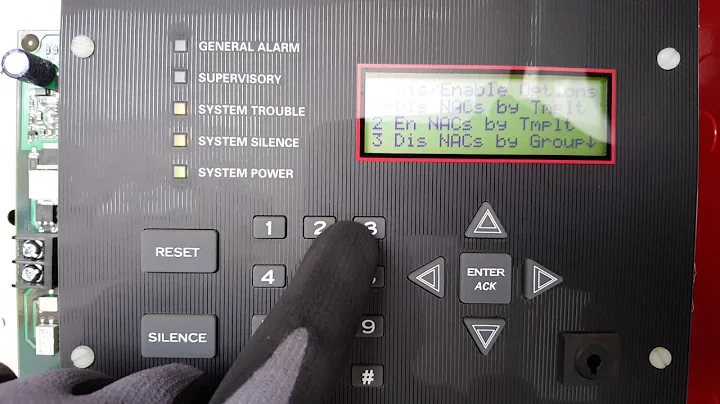 GENERAL ALARM
SUPERVISORY
SYSTEM TROUBLE
SYSTEM SILENCE
SYSTEM POWER
Dis/Enable Options
Dis NACs by Tmplt
2 En NACs by Tmplt
3 Dis NACs by Group↓
1
2
3
RESET
4
ENTER
ACK
SILENCE
9
#